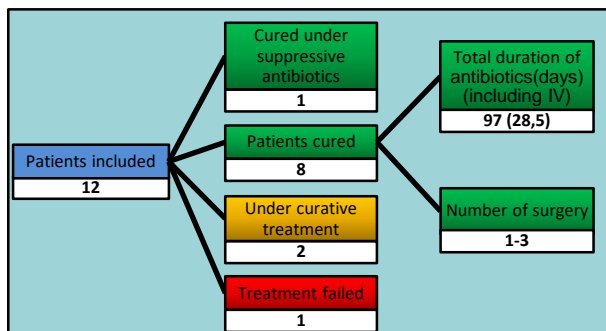 Patients included
12
Cured under
suppressive
antibiotics
1
Patients cured
8
Under curative
treatment
2
Treatment failed
1
Total duration of
antibiotics(days)
(including IV)
97 (28,5)
Number of surgery
1-3